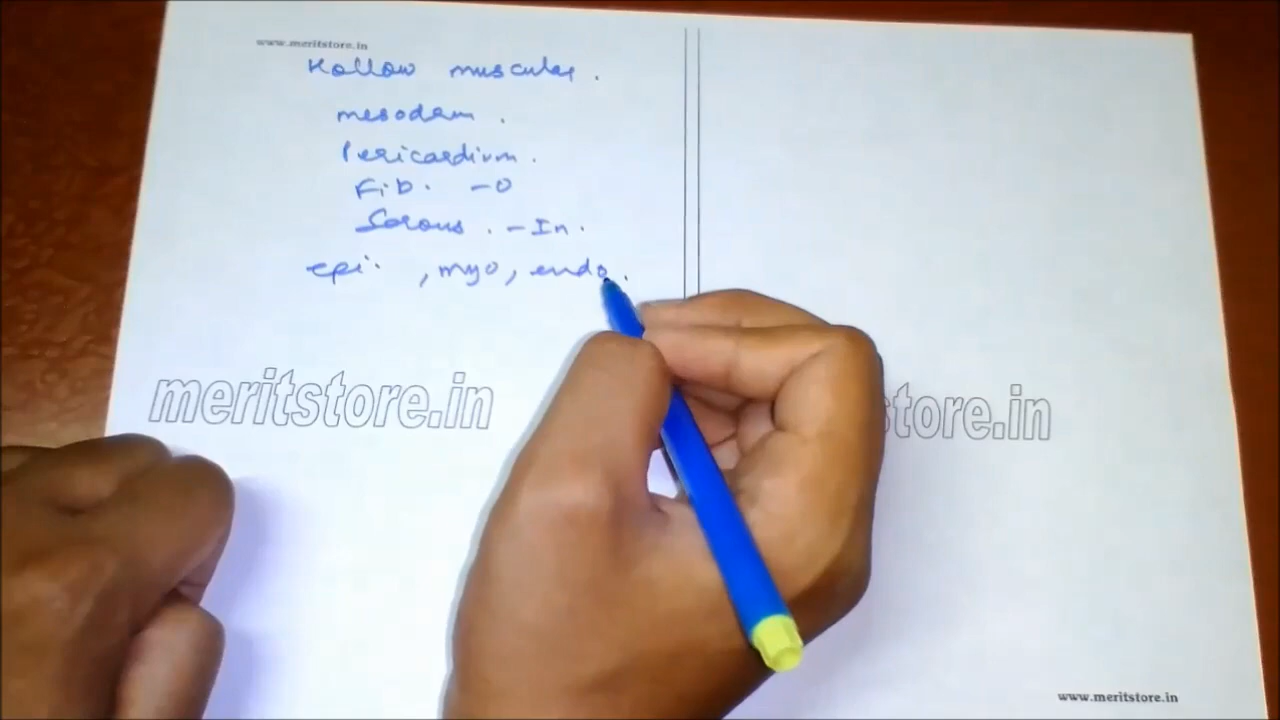 www.meritstore.in
Hollow muscular.
mesoderm.
Pericardium.
Fib. - O
Serous. - In.
epi. , myo, endo.
meritstore.in
store.in
www.meritstore.in